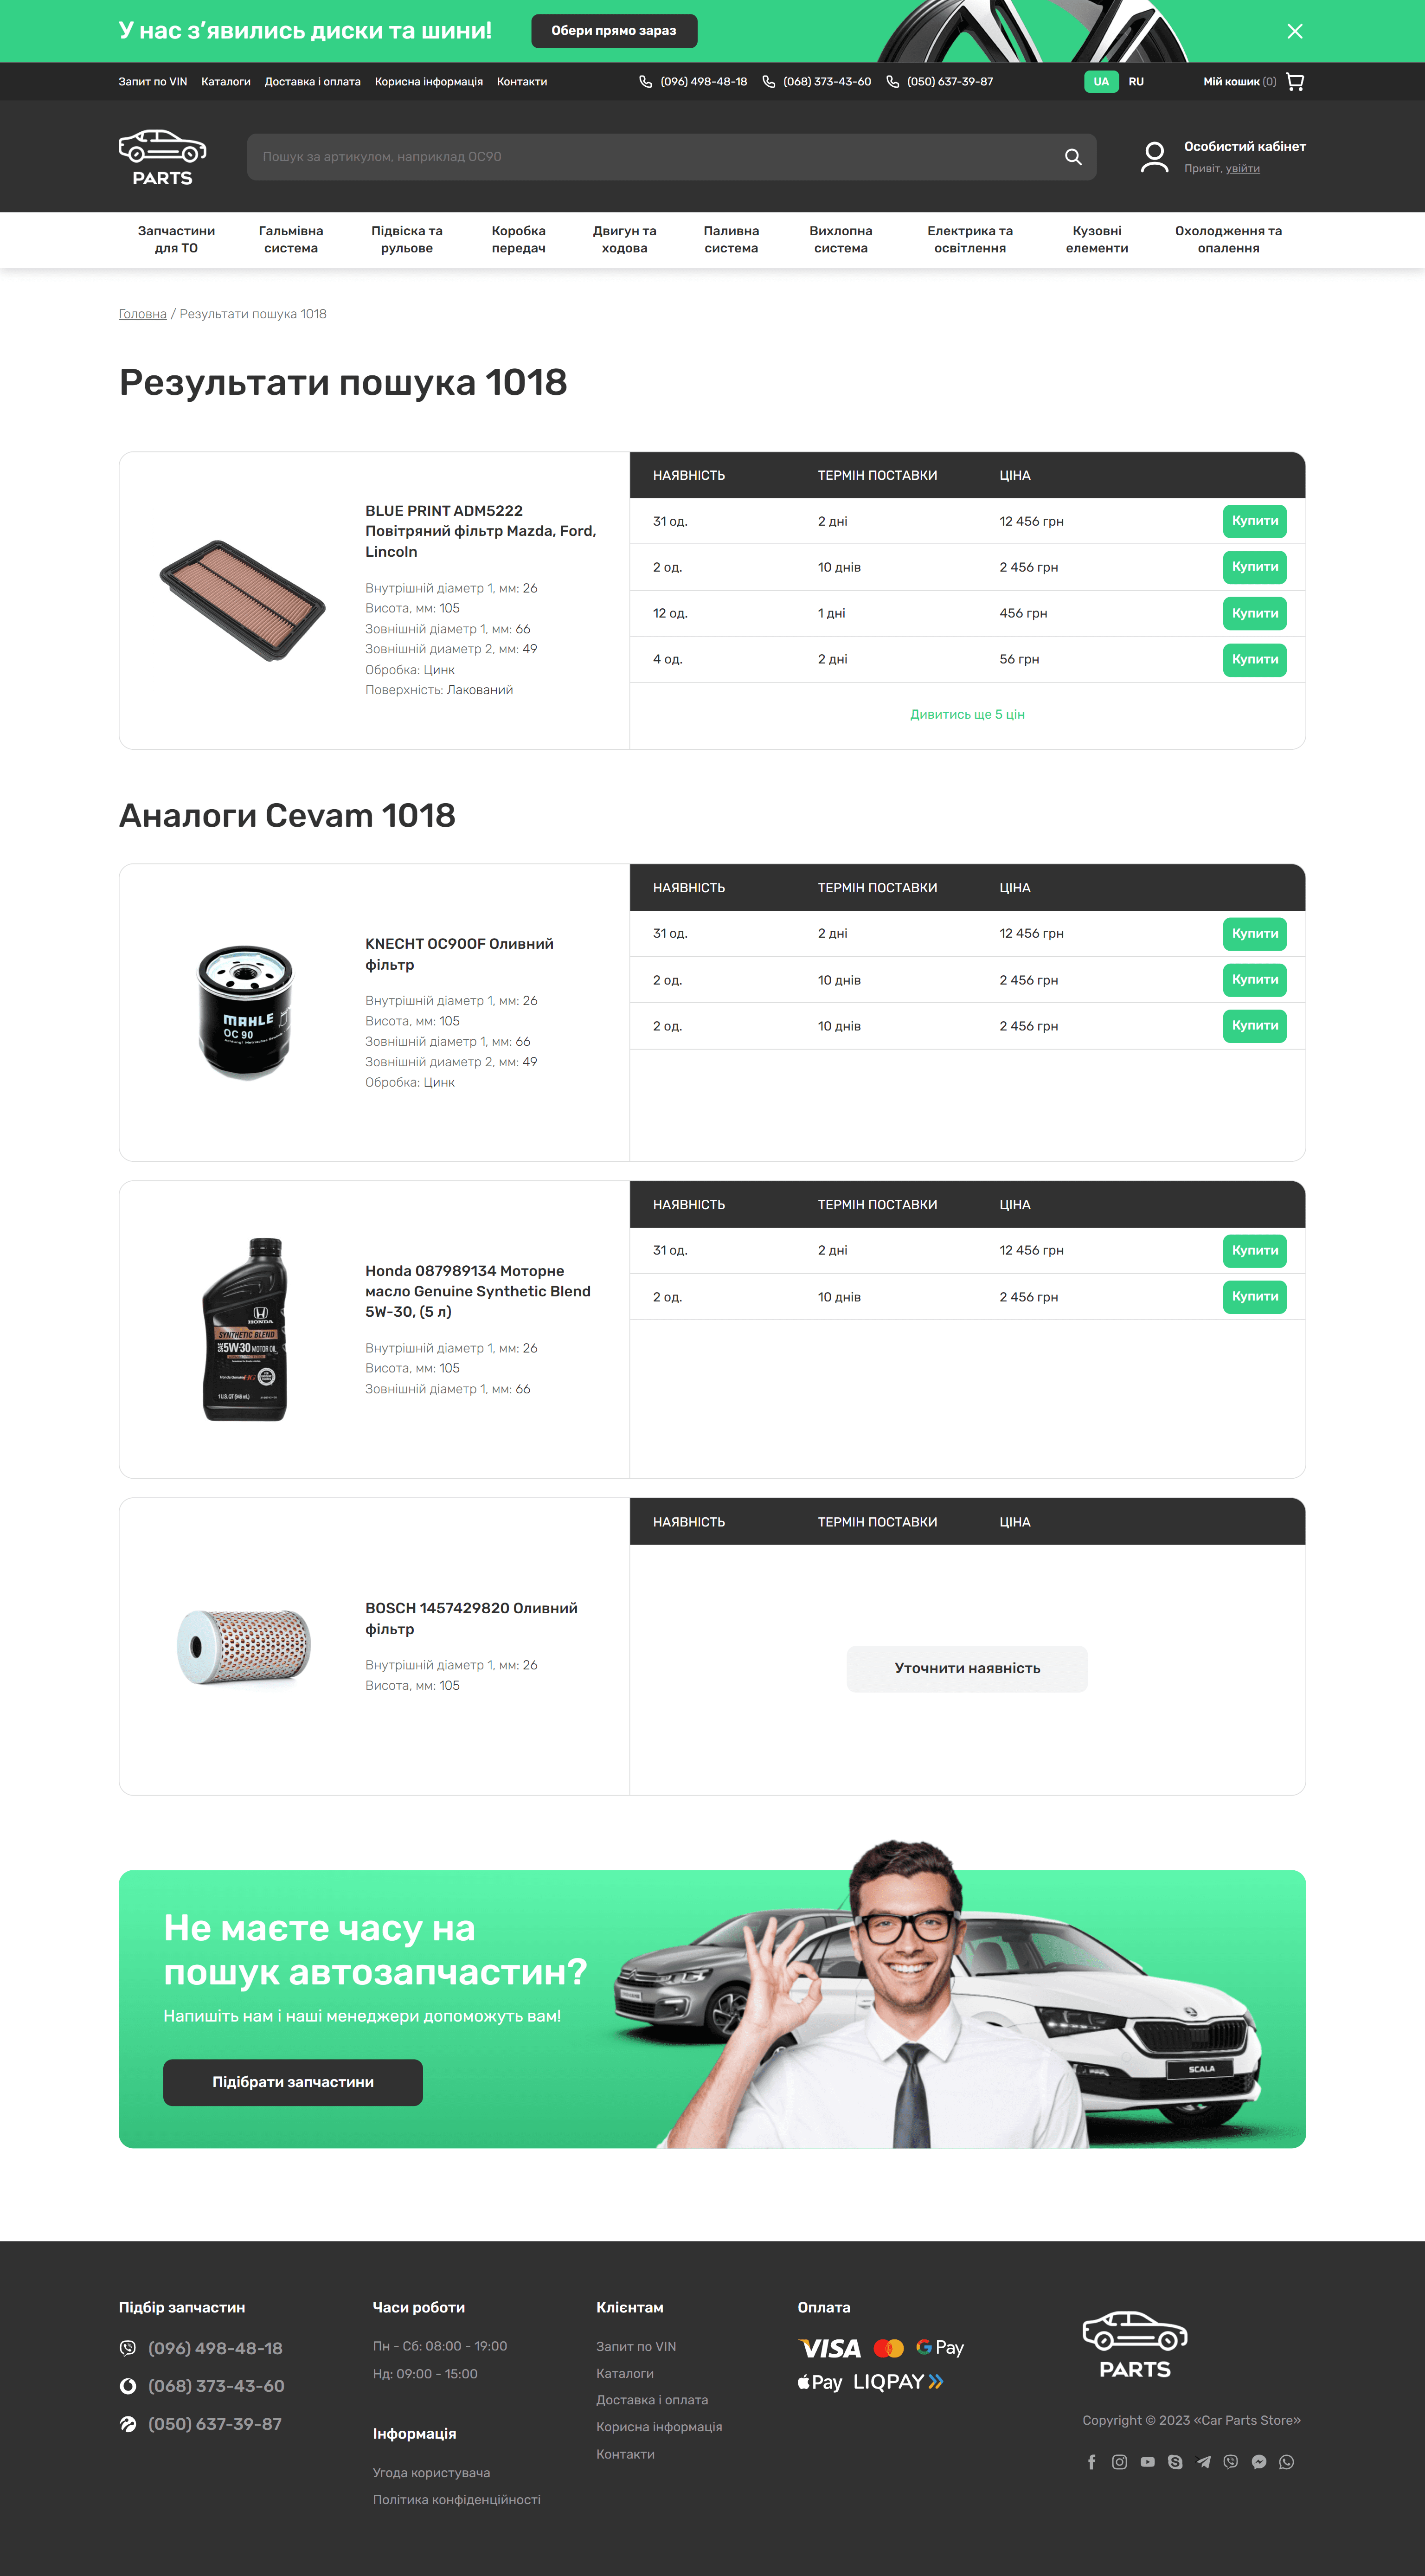 У нас з’явились диски та шини!
Обери прямо зараз
Запит по VIN Каталоги Доставка і оплата Корисна інформація Контакти (096) 498-48-18 (068) 373-43-60 (050) 637-39-87 UA RU Мій кошик (0)
PARTS
Пошук за артикулом, наприклад OC90
Особистий кабінет
Привіт, увійти
Запчастини для ТО
Гальмівна система
Підвіска та рульове
Коробка передач
Двигун та ходова
Паливна система
Вихлопна система
Електрика та освітлення
Кузовні елементи
Охолодження та опалення
Головна / Результати пошука 1018
Результати пошука 1018
BLUE PRINT ADM5222
Повітряний фільтр Mazda, Ford,
Lincoln
Внутрішній діаметр 1, мм: 26
Висота, мм: 105
Зовнішній діаметр 1, мм: 66
Зовнішній диаметр 2, мм: 49
Обробка: Цинк
Поверхність: Лакований
НАЯВНІСТЬ ТЕРМІН ПОСТАВКИ ЦІНА
31 од. 2 дні 12 456 грн Купити
2 од. 10 днів 2 456 грн Купити
12 од. 1 дні 456 грн Купити
4 од. 2 дні 56 грн Купити
Дивитись ще 5 цін
Аналоги Cevam 1018
MAHLE
OC 90
KNECHT OC90OF Оливний
фільтр
Внутрішній діаметр 1, мм: 26
Висота, мм: 105
Зовнішній діаметр 1, мм: 66
Зовнішній диаметр 2, мм: 49
Обробка: Цинк
НАЯВНІСТЬ ТЕРМІН ПОСТАВКИ ЦІНА
31 од. 2 дні 12 456 грн Купити
2 од. 10 днів 2 456 грн Купити
2 од. 10 днів 2 456 грн Купити
HONDA
SYNTHETIC BLEND
SAE 5W-30 MOTOR OIL
Honda 087989134 Моторне
масло Genuine Synthetic Blend
5W-30, (5 л)
Внутрішній діаметр 1, мм: 26
Висота, мм: 105
Зовнішній діаметр 1, мм: 66
НАЯВНІСТЬ ТЕРМІН ПОСТАВКИ ЦІНА
31 од. 2 дні 12 456 грн Купити
2 од. 10 днів 2 456 грн Купити
BOSCH 1457429820 Оливний
фільтр
Внутрішній діаметр 1, мм: 26
Висота, мм: 105
НАЯВНІСТЬ ТЕРМІН ПОСТАВКИ ЦІНА
Уточнити наявність
Не маєте часу на
пошук автозапчастин?
Напишіть нам і наші менеджери допоможуть вам!
Підібрати запчастини
SCALA
Підбір запчастин
(096) 498-48-18
(068) 373-43-60
(050) 637-39-87
Часи роботи
Пн - Сб: 08:00 - 19:00
Нд: 09:00 - 15:00
Інформація
Угода користувача
Політика конфіденційності
Клієнтам
Запит по VIN
Каталоги
Доставка і оплата
Корисна інформація
Контакти
Оплата
VISA G Pay
Pay LIQPAY
PARTS
Copyright © 2023 «Car Parts Store»